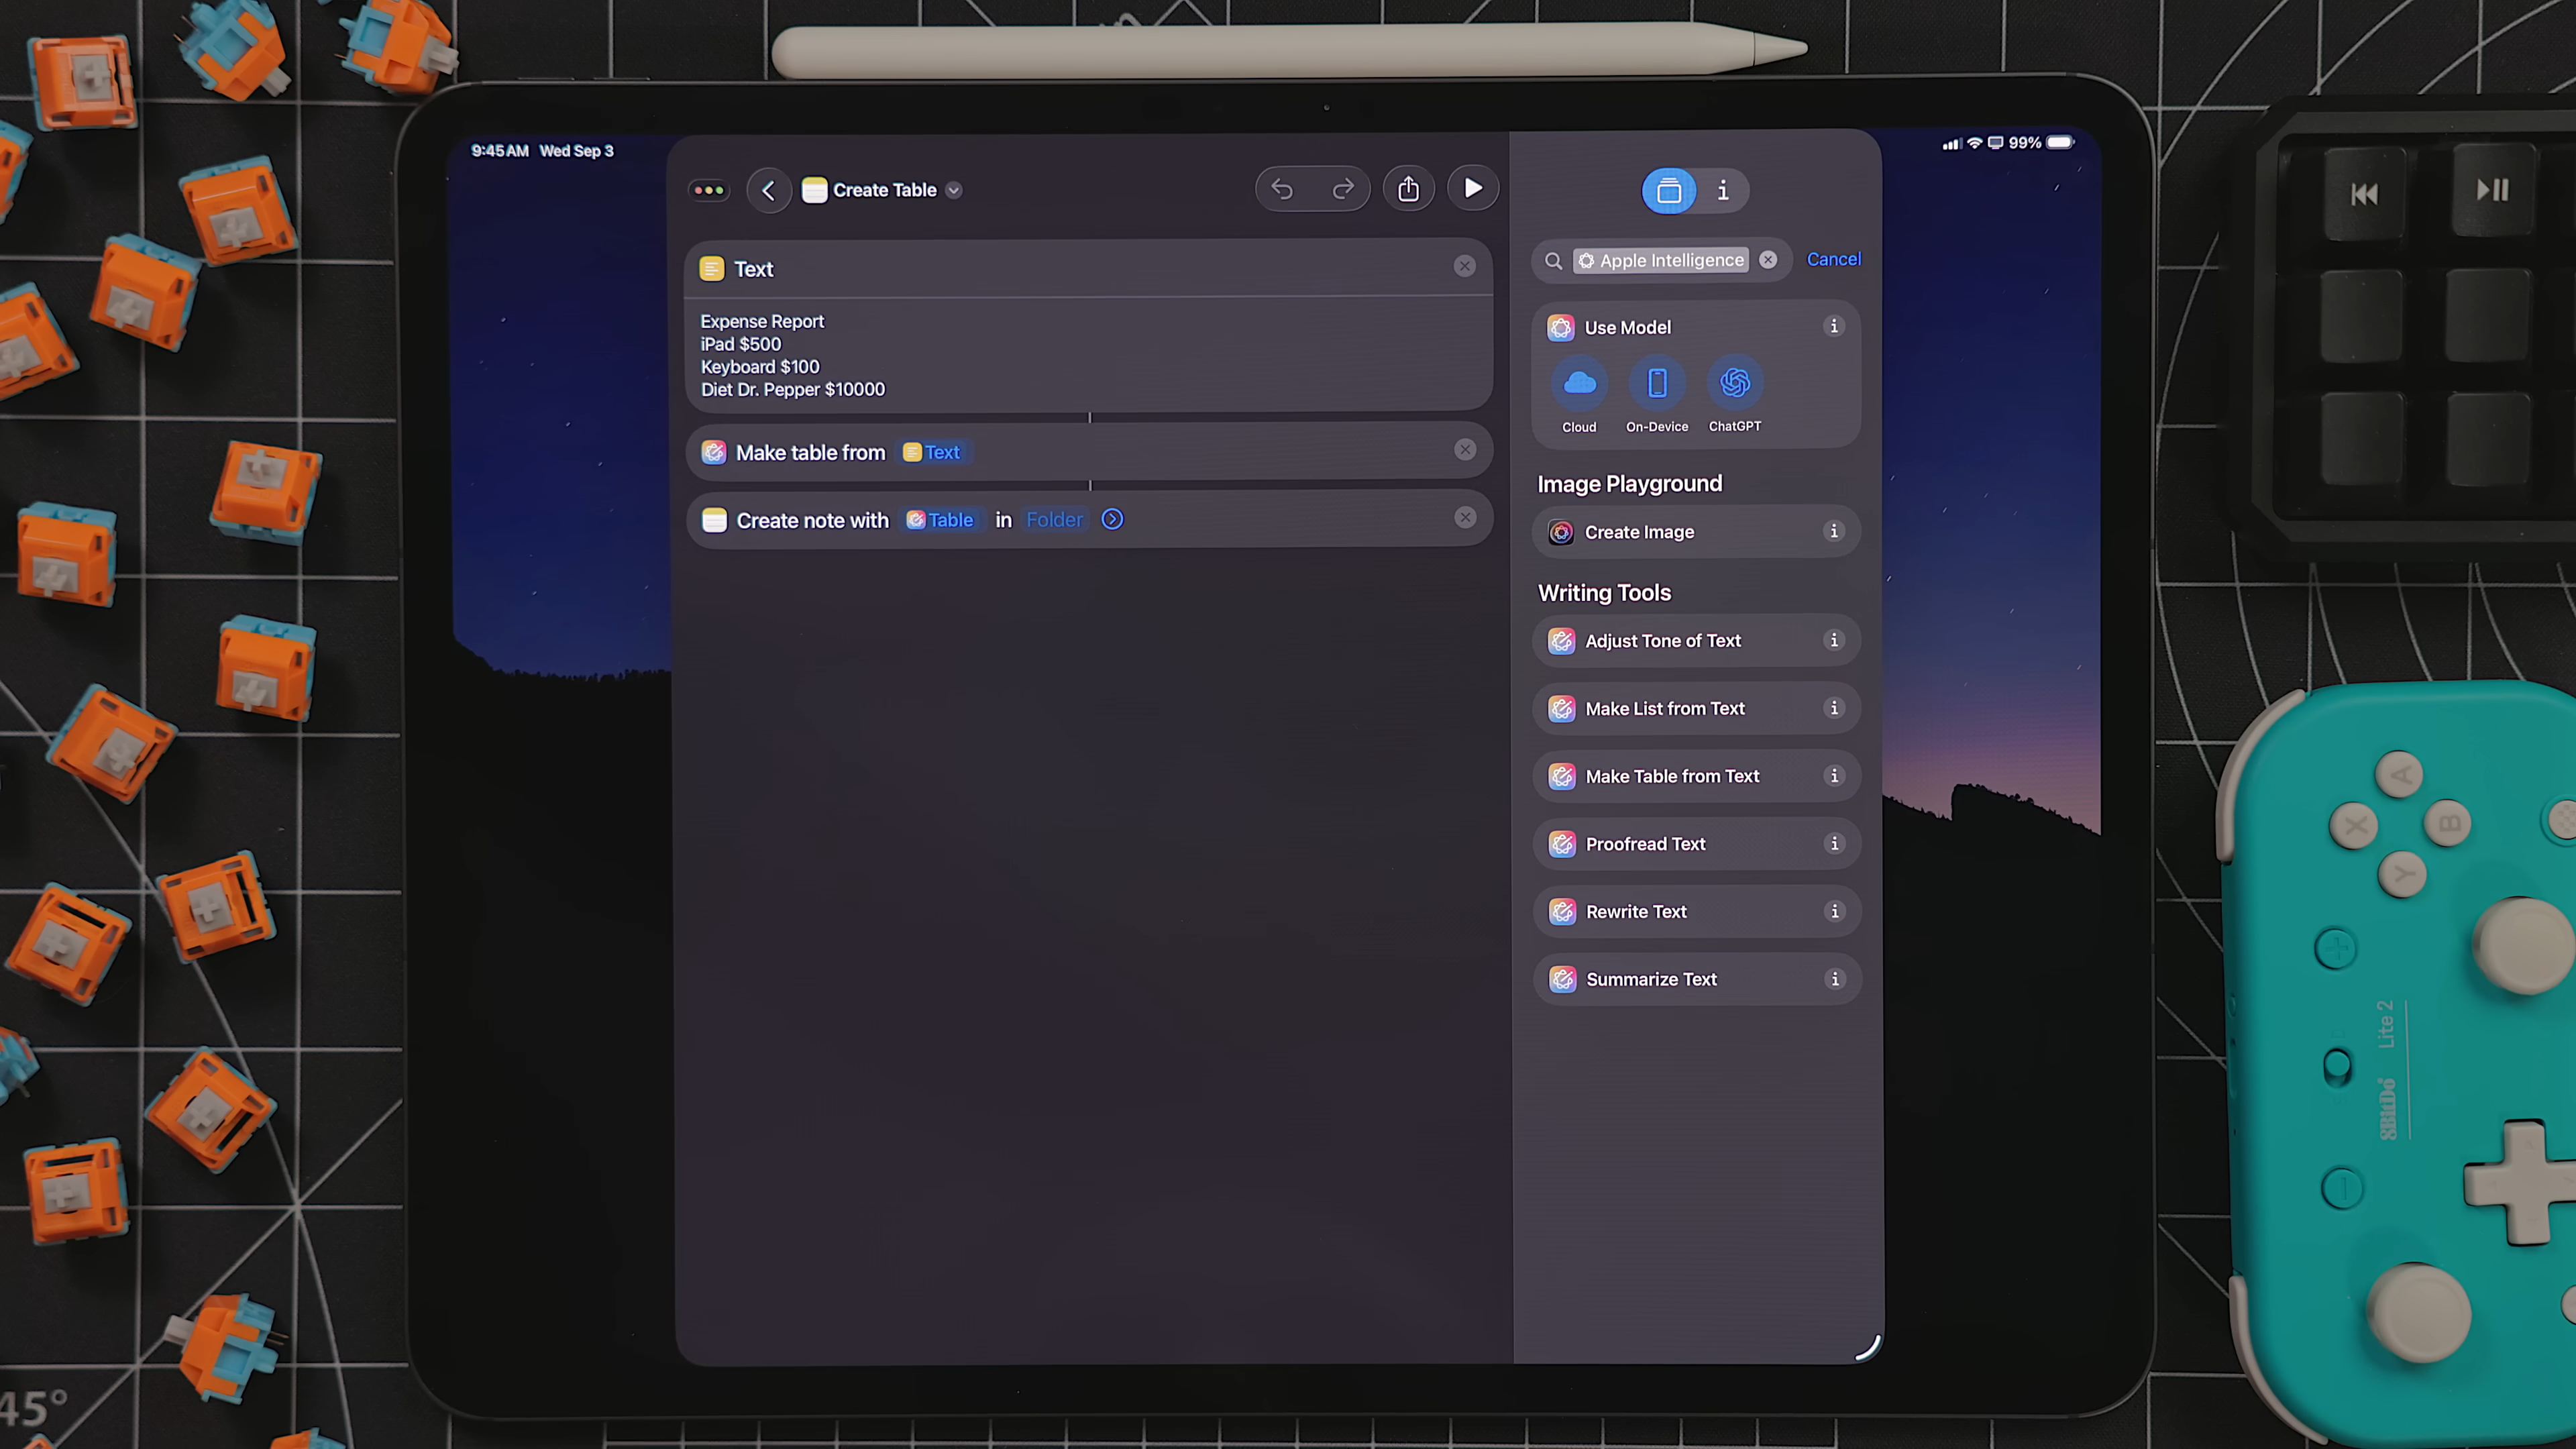 9:45 AM Wed Sep 3
99%
Create Table
Text
Expense Report
iPad $500
Keyboard $100
Diet Dr. Pepper $10000
Make table from Text
Create note with Table in Folder
Apple Intelligence
Cancel
Use Model
Cloud
On-Device
ChatGPT
Image Playground
Create Image
Writing Tools
Adjust Tone of Text
Make List from Text
Make Table from Text
Proofread Text
Rewrite Text
Summarize Text
A
X
B
Y
8BitDo Lite 2
45°